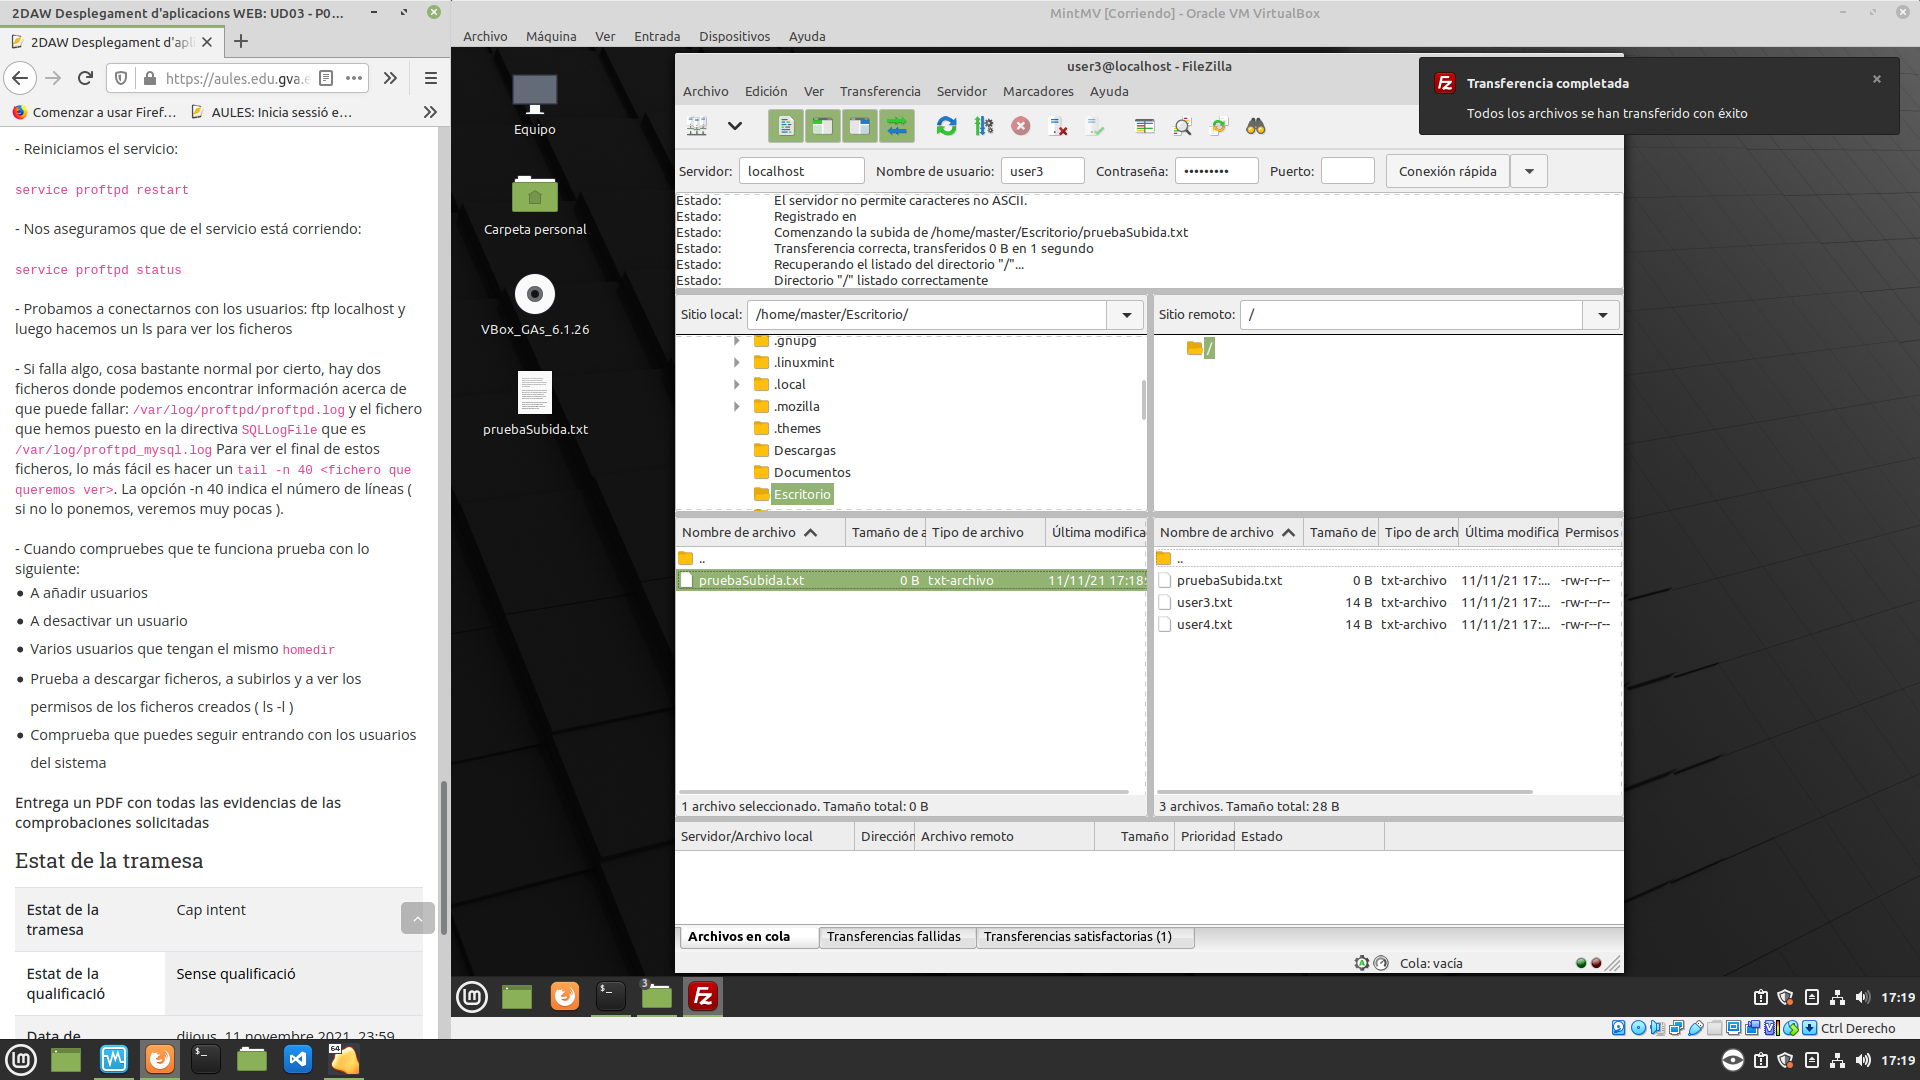 2DAW Desplegament d'aplicacions WEB: UD03 - P0...
2DAW Desplegament d'apl
https://aules.edu.gva.e
Comenzar a usar Firef...
AULES: Inicia sessió e...
- Reiniciamos el servicio:
service proftpd restart
- Nos aseguramos que de el servicio está corriendo:
service proftpd status
- Probamos a conectarnos con los usuarios: ftp localhost y
luego hacemos un ls para ver los ficheros
- Si falla algo, cosa bastante normal por cierto, hay dos
ficheros donde podemos encontrar información acerca de
que puede fallar: /var/log/proftpd/proftpd.log y el fichero
que hemos puesto en la directiva SQLLogFile que es
/var/log/proftpd_mysql.log Para ver el final de estos
ficheros, lo más fácil es hacer un tail -n 40 <fichero que
queremos ver>. La opción -n 40 indica el número de líneas (
si no lo ponemos, veremos muy pocas ).
- Cuando compruebes que te funciona prueba con lo
siguiente:
A añadir usuarios
A desactivar un usuario
Varios usuarios que tengan el mismo homedir
Prueba a descargar ficheros, a subirlos y a ver los
permisos de los ficheros creados ( ls -l )
Comprueba que puedes seguir entrando con los usuarios
del sistema
Entrega un PDF con todas las evidencias de las
comprobaciones solicitadas
Estat de la tramesa
Estat de la
tramesa
Cap intent
Estat de la
qualificació
Sense qualificació
Data de
dijous, 11 novembre 2021, 23:59
MintMV [Corriendo] - Oracle VM VirtualBox
Archivo Máquina Ver Entrada Dispositivos Ayuda
Equipo
Carpeta personal
VBox_GAs_6.1.26
pruebaSubida.txt
user3@localhost - FileZilla
Archivo Edición Ver Transferencia Servidor Marcadores Ayuda
Transferencia completada
Todos los archivos se han transferido con éxito
Servidor: localhost Nombre de usuario: user3 Contraseña: ••••••••• Puerto: Conexión rápida
Estado: El servidor no permite caracteres no ASCII.
Estado: Registrado en
Estado: Comenzando la subida de /home/master/Escritorio/pruebaSubida.txt
Estado: Transferencia correcta, transferidos 0 B en 1 segundo
Estado: Recuperando el listado del directorio "/"...
Estado: Directorio "/" listado correctamente
Sitio local: /home/master/Escritorio/
Sitio remoto: /
.gnupg
.linuxmint
.local
.mozilla
.themes
Descargas
Documentos
Escritorio
/
Nombre de archivo Tamaño de a Tipo de archivo Última modifica
..
pruebaSubida.txt 0 B txt-archivo 11/11/21 17:18:
1 archivo seleccionado. Tamaño total: 0 B
Nombre de archivo Tamaño de Tipo de arch Última modifica Permisos
..
pruebaSubida.txt 0 B txt-archivo 11/11/21 17:... -rw-r--r--
user3.txt 14 B txt-archivo 11/11/21 17:... -rw-r--r--
user4.txt 14 B txt-archivo 11/11/21 17:... -rw-r--r--
3 archivos. Tamaño total: 28 B
Servidor/Archivo local Dirección Archivo remoto Tamaño Prioridad Estado
Archivos en cola Transferencias fallidas Transferencias satisfactorias (1)
Cola: vacía
3
17:19
Ctrl Derecho
64
17:19